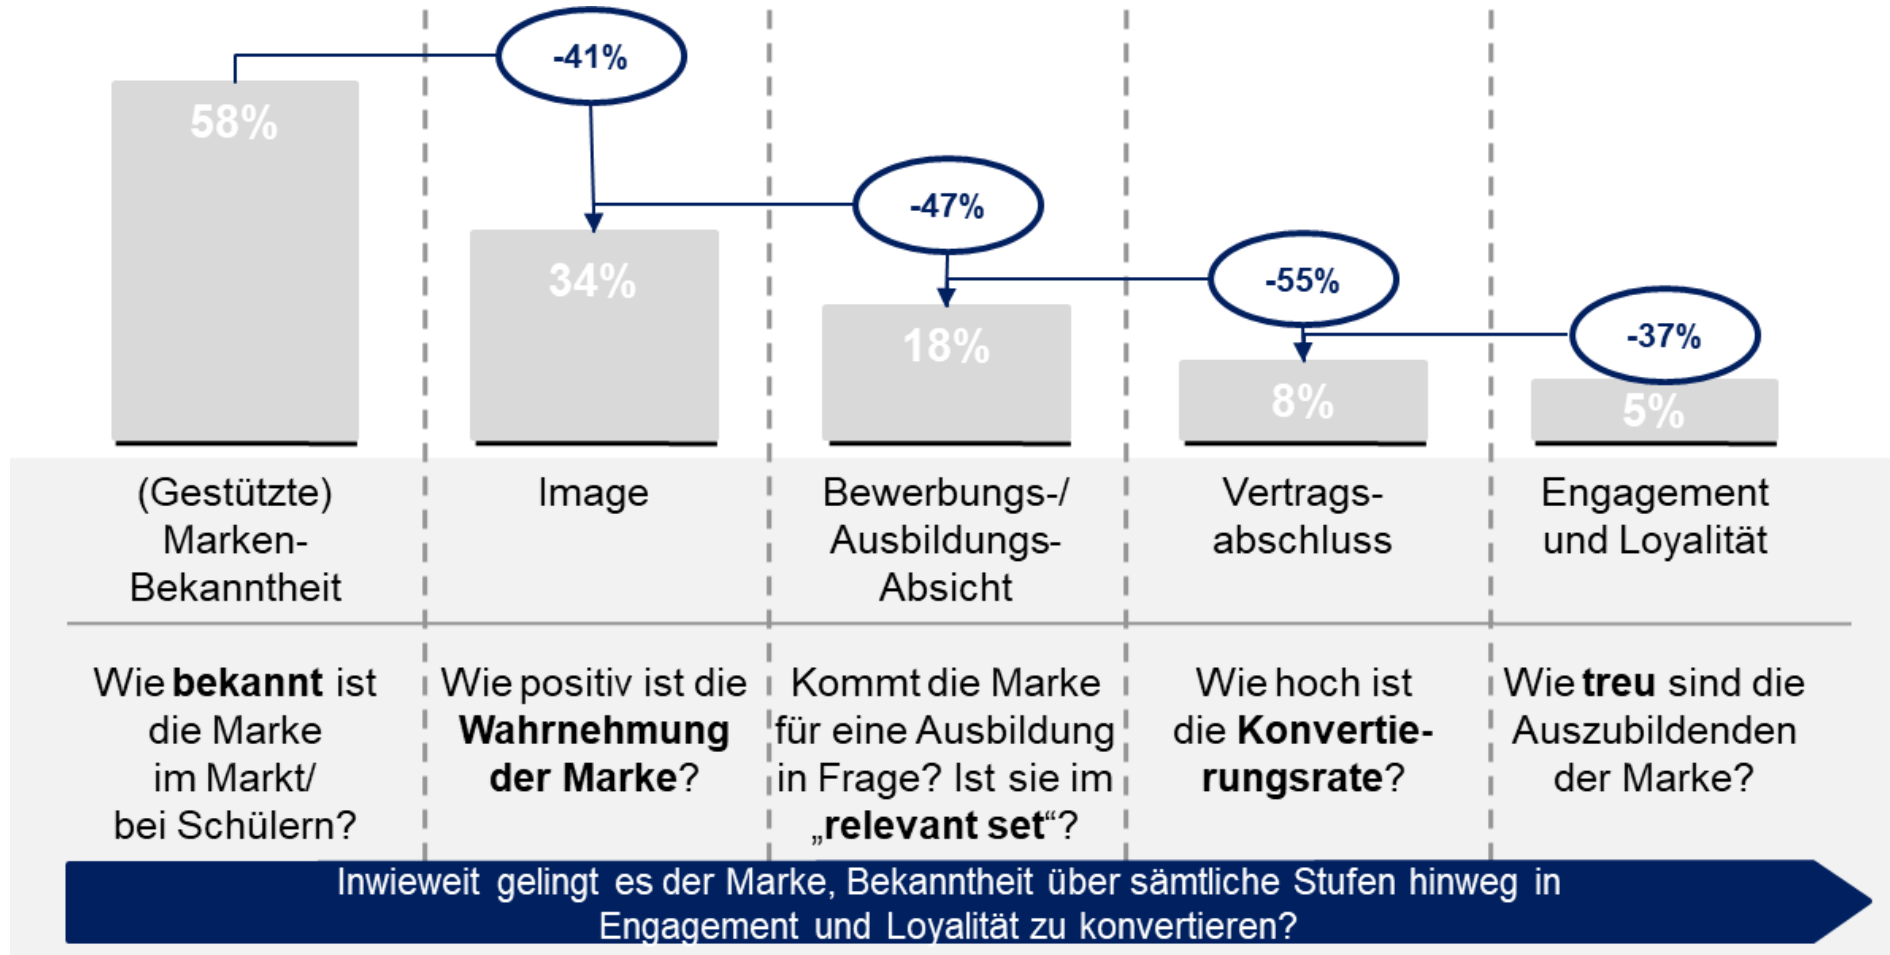 -41%
58%
-47%
34%
-55%
18%
-37%
8%
5%
(Gestützte)
Marken-
Bekanntheit
Image
Bewerbungs-/
Ausbildungs-
Absicht
Vertrags-
abschluss
Engagement
und Loyalität
Wie bekannt ist
die Marke
im Markt/
bei Schülern?
Wie positiv ist die
Wahrnehmung
der Marke?
Kommt die Marke
für eine Ausbildung
in Frage? Ist sie im
„relevant set“?
Wie hoch ist
die Konvertie-
rungsrate?
Wie treu sind die
Auszubildenden
der Marke?
Inwieweit gelingt es der Marke, Bekanntheit über sämtliche Stufen hinweg in
Engagement und Loyalität zu konvertieren?